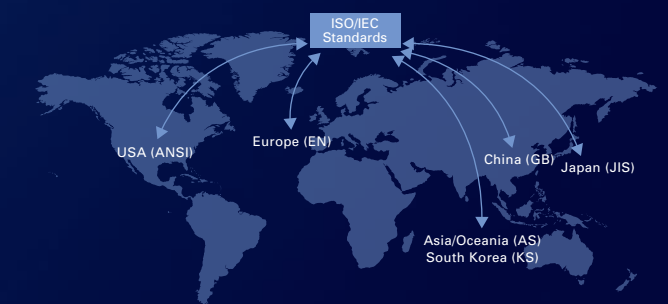 ISO/IEC
Standards
USA (ANSI)
Europe (EN)
China (GB)
Japan (JIS)
Asia/Oceania (AS)
South Korea (KS)